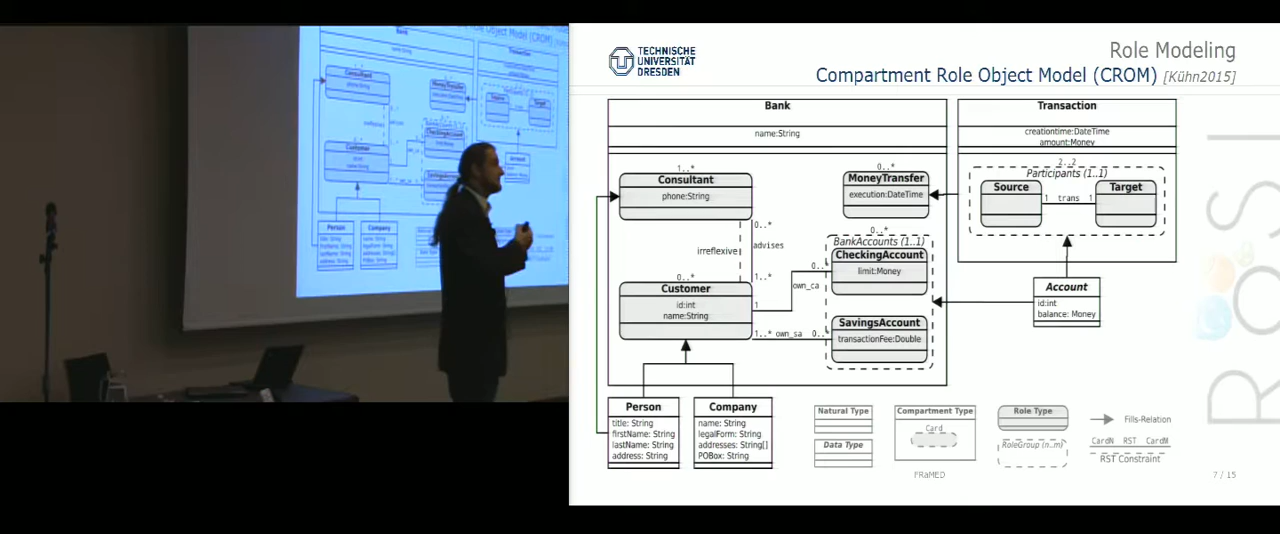 TECHNISCHE
UNIVERSITÄT
DRESDEN
Role Modeling
Compartment Role Object Model (CROM) [Kühn2015]
Bank
name:String
Consultant
1..*
phone:String
MoneyTransfer
0..*
execution:DateTime
irreflexive
0..*
advises
1..*
BankAccounts (1..1)
0..*
CheckingAccount
limit:Money
0..
own_ca
Customer
0..*
id:int
name:String
1
SavingsAccount
transactionFee:Double
1..* own_sa 0..
Transaction
creationtime:DateTime
amount:Money
2..2
Participants (1..1)
Source
1 trans 1
Target
Account
id:int
balance: Money
Person
title: String
firstName: String
lastName: String
address: String
Company
name: String
legalForm: String
addresses: String[]
POBox: String
Natural Type
Data Type
Compartment Type
Card
Role Type
RoleGroup (n..m)
Fills-Relation
CardN RST CardM
RST Constraint
FRaMED
7 / 15
ROSI